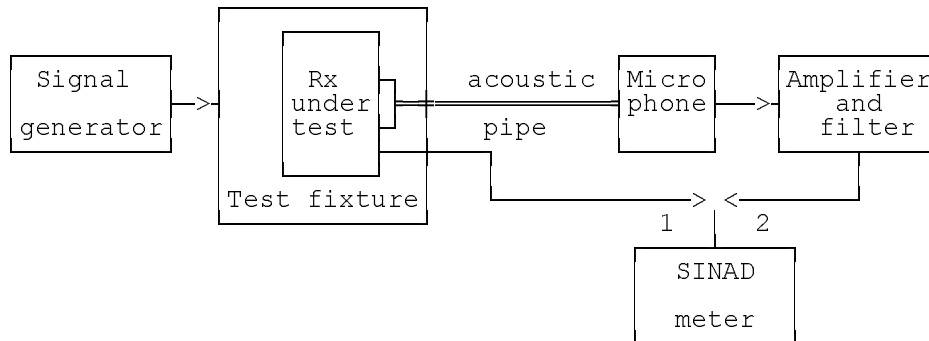 Signal
generator
>
Rx
under
test
Test fixture
acoustic
pipe
Micro
phone
>
Amplifier
and
filter
> <
1 2
SINAD
meter